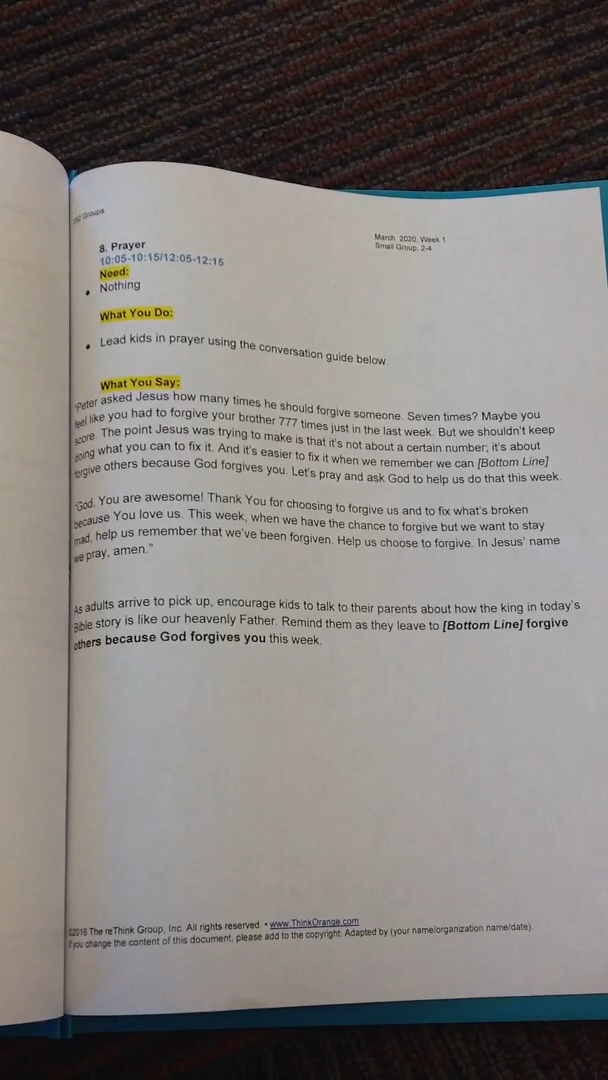 252 Groups
March 2020, Week 1
Small Group, 2-4
8. Prayer
10:05-10:15/12:05-12:15
Need:
• Nothing
What You Do:
• Lead kids in prayer using the conversation guide below.
What You Say:
“Peter asked Jesus how many times he should forgive someone. Seven times? Maybe you
feel like you had to forgive your brother 777 times just in the last week. But we shouldn't keep
score. The point Jesus was trying to make is that it's not about a certain number; it's about
doing what you can to fix it. And it's easier to fix it when we remember we can [Bottom Line]
forgive others because God forgives you. Let's pray and ask God to help us do that this week.
“God, You are awesome! Thank You for choosing to forgive us and to fix what's broken
because You love us. This week, when we have the chance to forgive but we want to stay
mad, help us remember that we've been forgiven. Help us choose to forgive. In Jesus' name
we pray, amen.”
As adults arrive to pick up, encourage kids to talk to their parents about how the king in today's
Bible story is like our heavenly Father. Remind them as they leave to [Bottom Line] forgive
others because God forgives you this week.
©2016 The reThink Group, Inc. All rights reserved. • www.ThinkOrange.com
If you change the content of this document, please add to the copyright: Adapted by (your name/organization name/date).